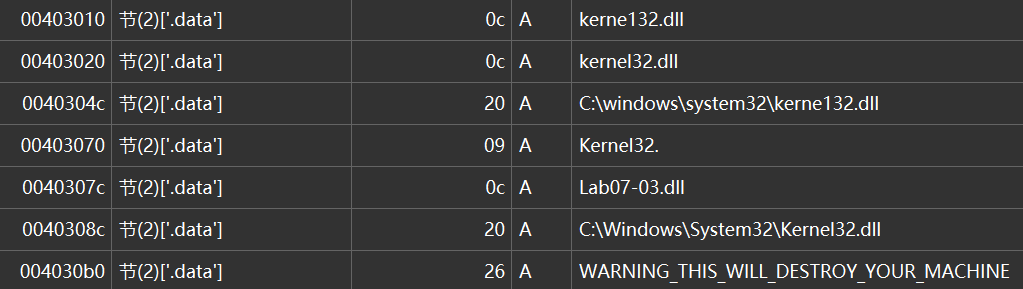 00403010 节(2)['.data'] 0c A kerne132.dll
00403020 节(2)['.data'] 0c A kernel32.dll
0040304c 节(2)['.data'] 20 A C:\windows\system32\kerne132.dll
00403070 节(2)['.data'] 09 A Kernel32.
0040307c 节(2)['.data'] 0c A Lab07-03.dll
0040308c 节(2)['.data'] 20 A C:\Windows\System32\Kernel32.dll
004030b0 节(2)['.data'] 26 A WARNING_THIS_WILL_DESTROY_YOUR_MACHINE